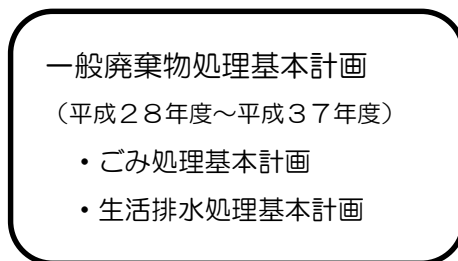 一般廃棄物処理基本計画
（平成２８年度～平成３７年度）
・ごみ処理基本計画
・生活排水処理基本計画